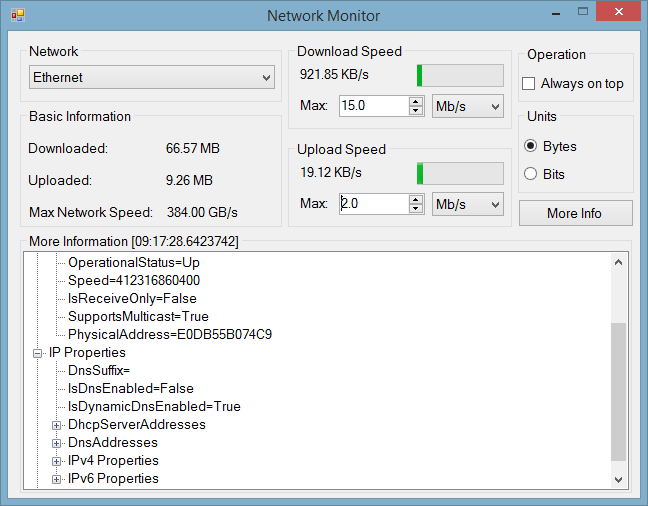 Network Monitor
Network
Ethernet
Basic Information
Downloaded: 66.57 MB
Uploaded: 9.26 MB
Max Network Speed: 384.00 GB/s
Download Speed
921.85 KB/s
Max: 15.0 Mb/s
Upload Speed
19.12 KB/s
Max: 2.0 Mb/s
Operation
Always on top
Units
Bytes
Bits
More Info
More Information [09:17:28.6423742]
OperationalStatus=Up
Speed=412316860400
IsReceiveOnly=False
SupportsMulticast=True
PhysicalAddress=E0DB55B074C9
IP Properties
DnsSuffix=
IsDnsEnabled=False
IsDynamicDnsEnabled=True
DhcpServerAddresses
DnsAddresses
IPv4 Properties
IPv6 Properties